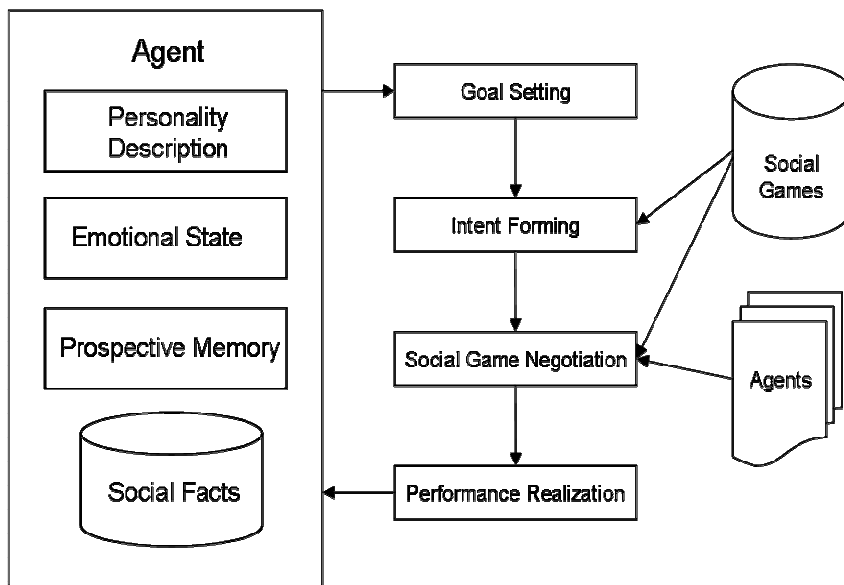 Agent
Personality
Description
Emotional State
Prospective Memory
Social Facts
Goal Setting
Intent Forming
Social Game Negotiation
Performance Realization
Social
Games
Agents